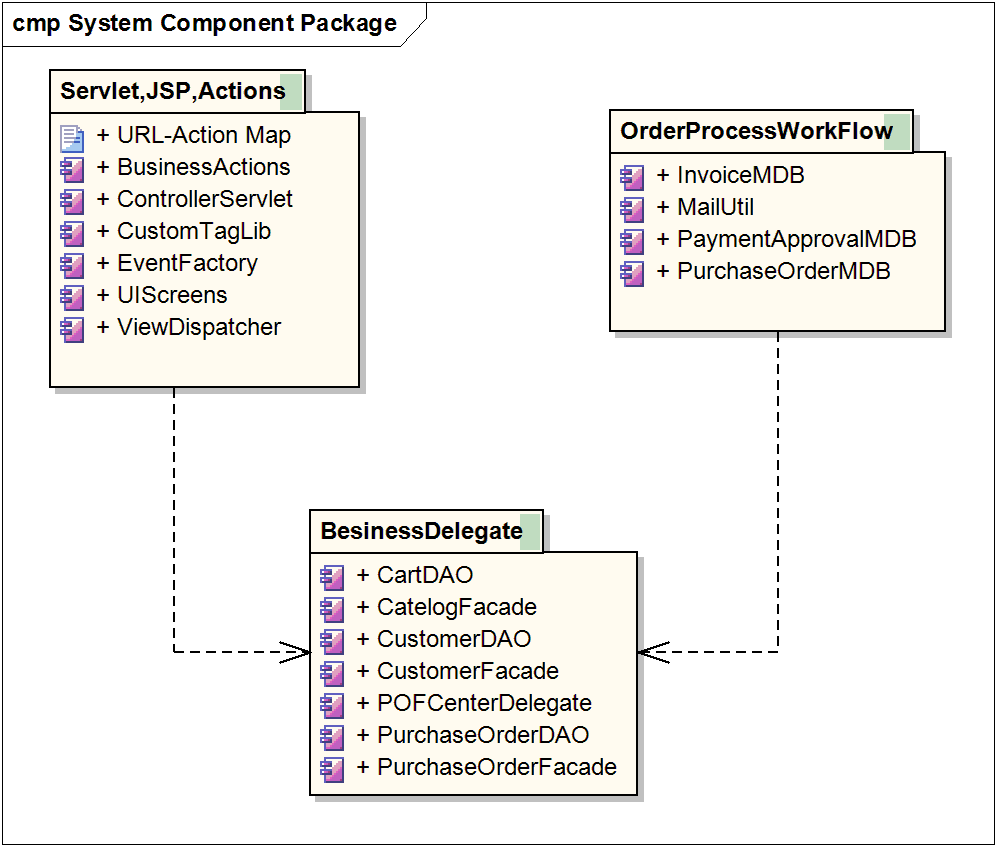 cmp System Component Package
Servlet,JSP,Actions
+ URL-Action Map
+ BusinessActions
+ ControllerServlet
+ CustomTagLib
+ EventFactory
+ UIScreens
+ ViewDispatcher
OrderProcessWorkFlow
+ InvoiceMDB
+ MailUtil
+ PaymentApprovalMDB
+ PurchaseOrderMDB
BesinessDelegate
+ CartDAO
+ CatelogFacade
+ CustomerDAO
+ CustomerFacade
+ POFCenterDelegate
+ PurchaseOrderDAO
+ PurchaseOrderFacade